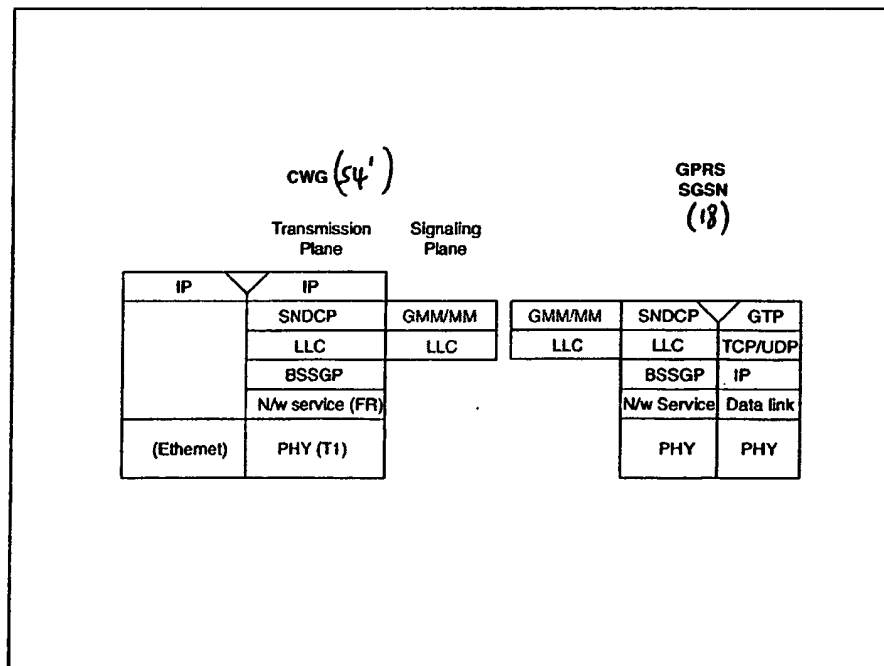 CWG (54')
GPRS
SGSN
(18)
Transmission
Plane
Signaling
Plane
IP IP
SNDCP GMM/MM GMM/MM SNDCP GTP
LLC LLC LLC LLC TCP/UDP
BSSGP BSSGP IP
N/w service (FR) N/w Service Data link
(Ethernet) PHY (T1) PHY PHY